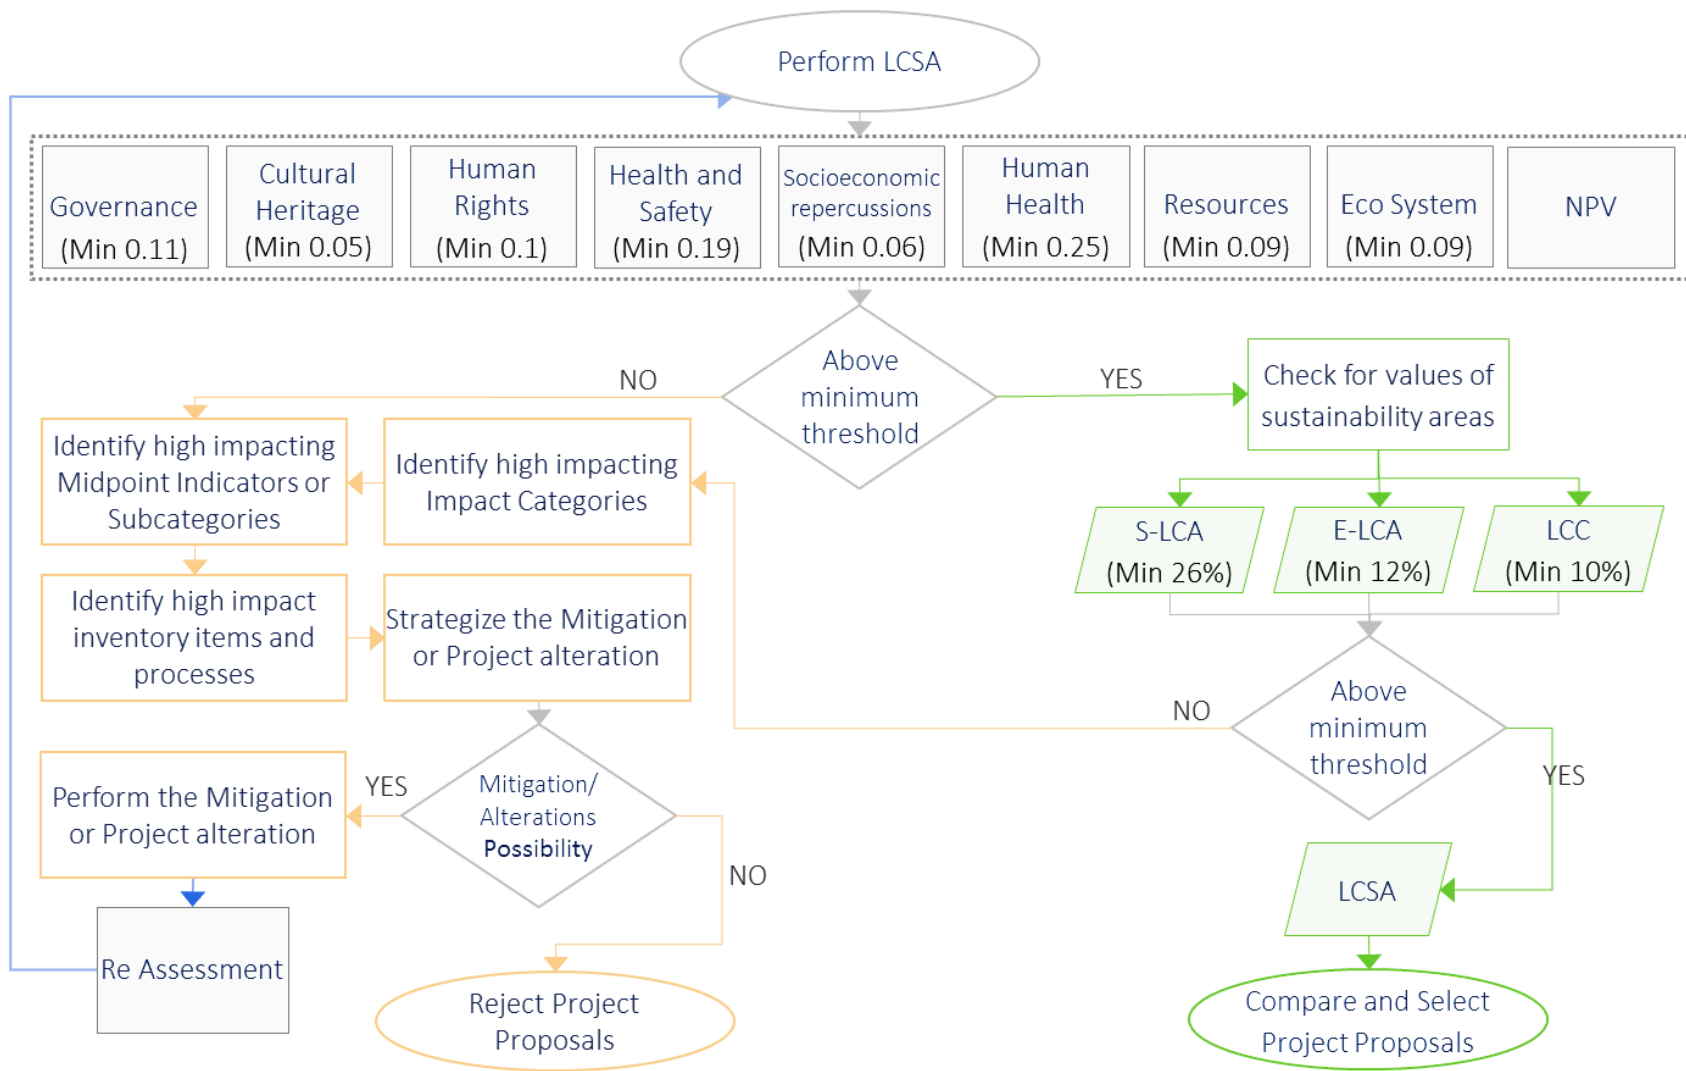 Perform LCSA
Governance
(Min 0.11)
Cultural
Heritage
(Min 0.05)
Human
Rights
(Min 0.1)
Health and
Safety
(Min 0.19)
Socioeconomic
repercussions
(Min 0.06)
Human
Health
(Min 0.25)
Resources
(Min 0.09)
Eco System
(Min 0.09)
NPV
Above
minimum
threshold
NO
YES
Check for values of
sustainability areas
Identify high impacting
Midpoint Indicators or
Subcategories
Identify high impacting
Impact Categories
S-LCA
(Min 26%)
E-LCA
(Min 12%)
LCC
(Min 10%)
Identify high impact
inventory items and
processes
Strategize the Mitigation
or Project alteration
Above
minimum
threshold
NO
YES
Perform the Mitigation
or Project alteration
YES
Mitigation/
Alterations
Possibility
NO
LCSA
Re Assessment
Reject Project
Proposals
Compare and Select
Project Proposals